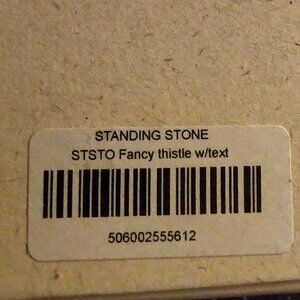 STANDING STONE
STSTO Fancy thistle w/text
506002555612